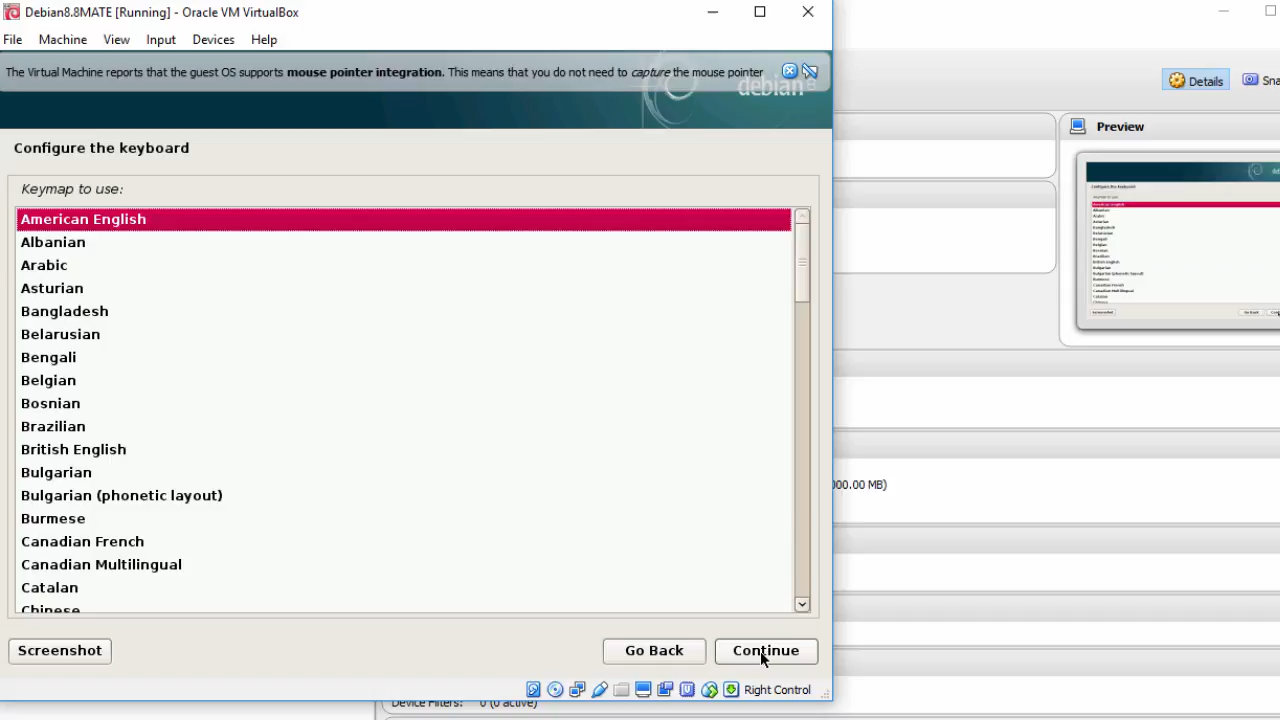 Debian8.8MATE [Running] - Oracle VM VirtualBox
File Machine View Input Devices Help
The Virtual Machine reports that the guest OS supports mouse pointer integration. This means that you do not need to capture the mouse pointer
debian 8
Configure the keyboard
Keymap to use:
American English
Albanian
Arabic
Asturian
Bangladesh
Belarusian
Bengali
Belgian
Bosnian
Brazilian
British English
Bulgarian
Bulgarian (phonetic layout)
Burmese
Canadian French
Canadian Multilingual
Catalan
Chinese
Screenshot Go Back Continue
Right Control
Details Sna
Preview
000.00 MB)
Device Filters: 0 (0 active)